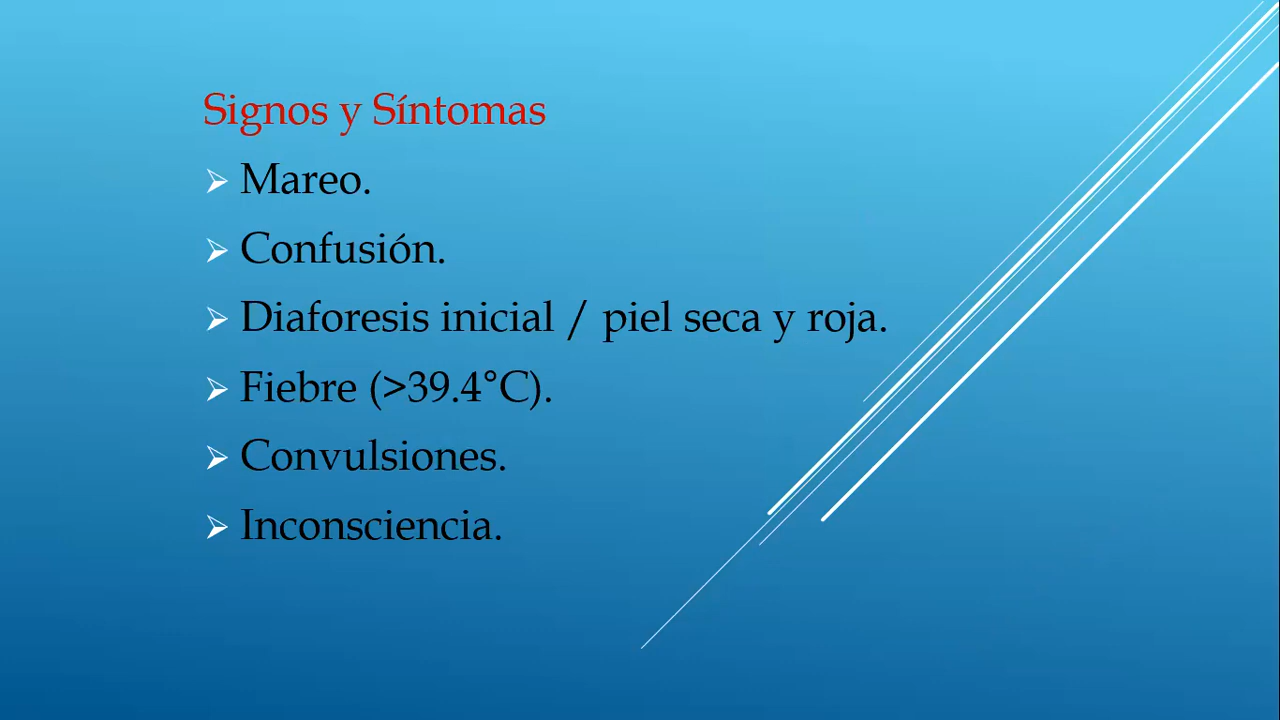 Signos y Síntomas
Mareo.
Confusión.
Diaforesis inicial / piel seca y roja.
Fiebre (>39.4°C).
Convulsiones.
Inconsciencia.